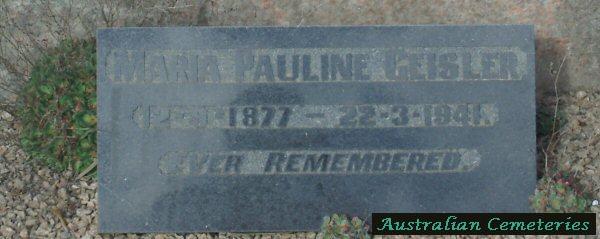 MARIA PAULINE GEISLER
1877 — 22-3-1941.
EVER REMEMBERED.
Australian Cemeteries